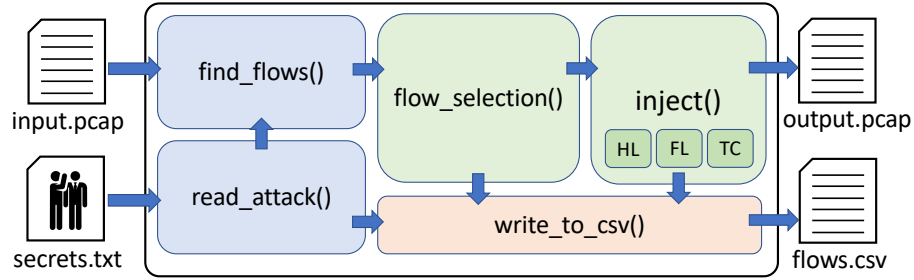 find_flows()
flow_selection()
inject()
HL FL TC
input.pcap
output.pcap
read_attack()
write_to_csv()
secrets.txt
flows.csv